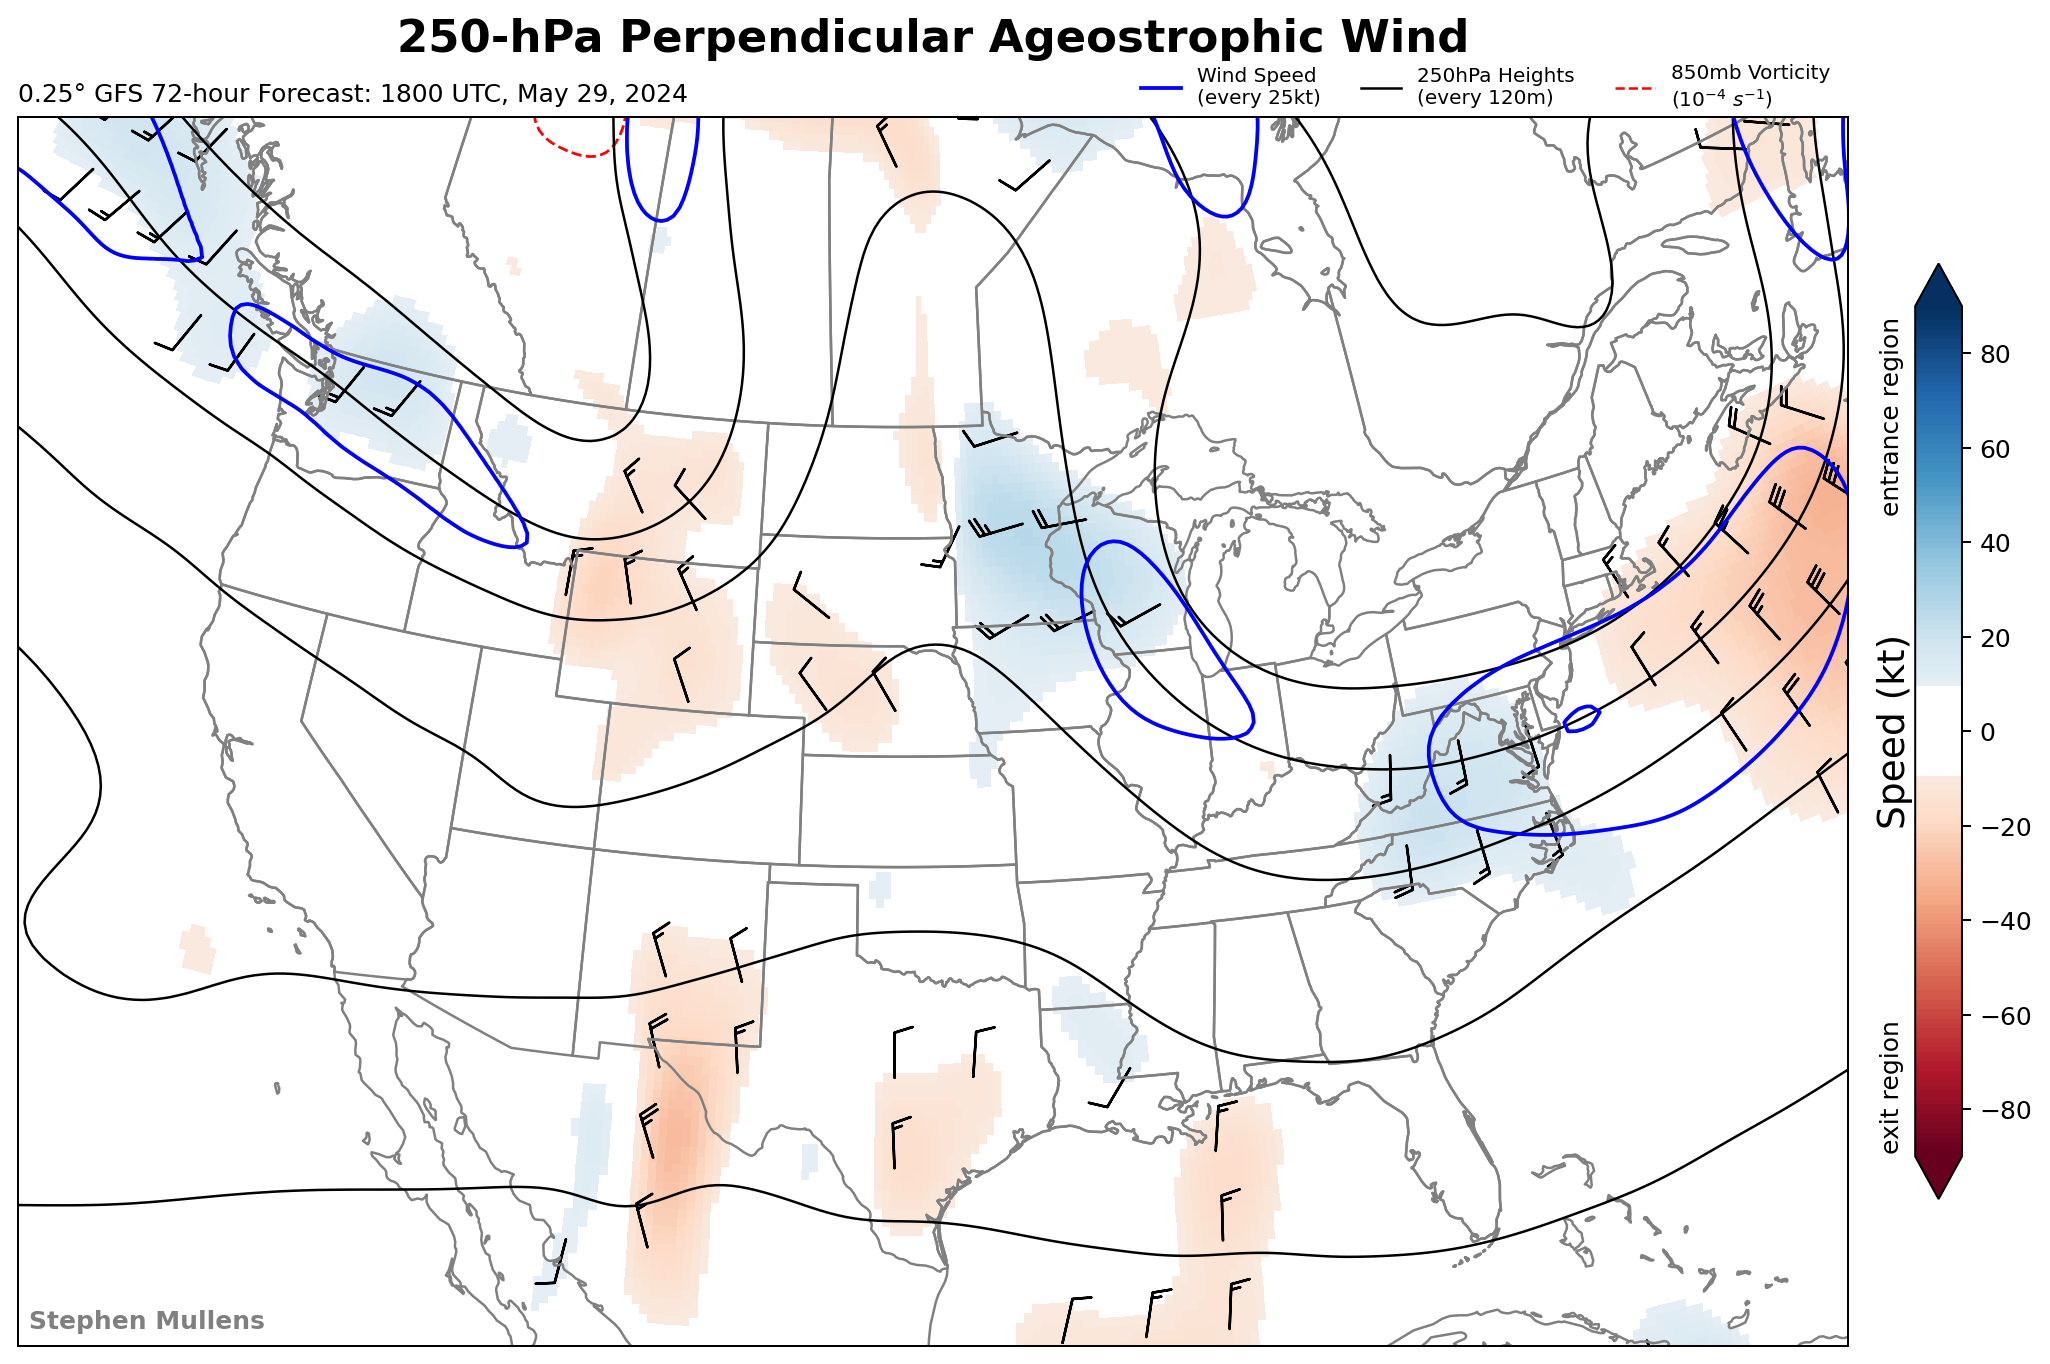 250-hPa Perpendicular Ageostrophic Wind
0.25° GFS 72-hour Forecast: 1800 UTC, May 29, 2024
Wind Speed
(every 25kt)
250hPa Heights
(every 120m)
850mb Vorticity
(10⁻⁴ s⁻¹)
entrance region
Speed (kt)
exit region
80
60
40
20
0
−20
−40
−60
−80
Stephen Mullens